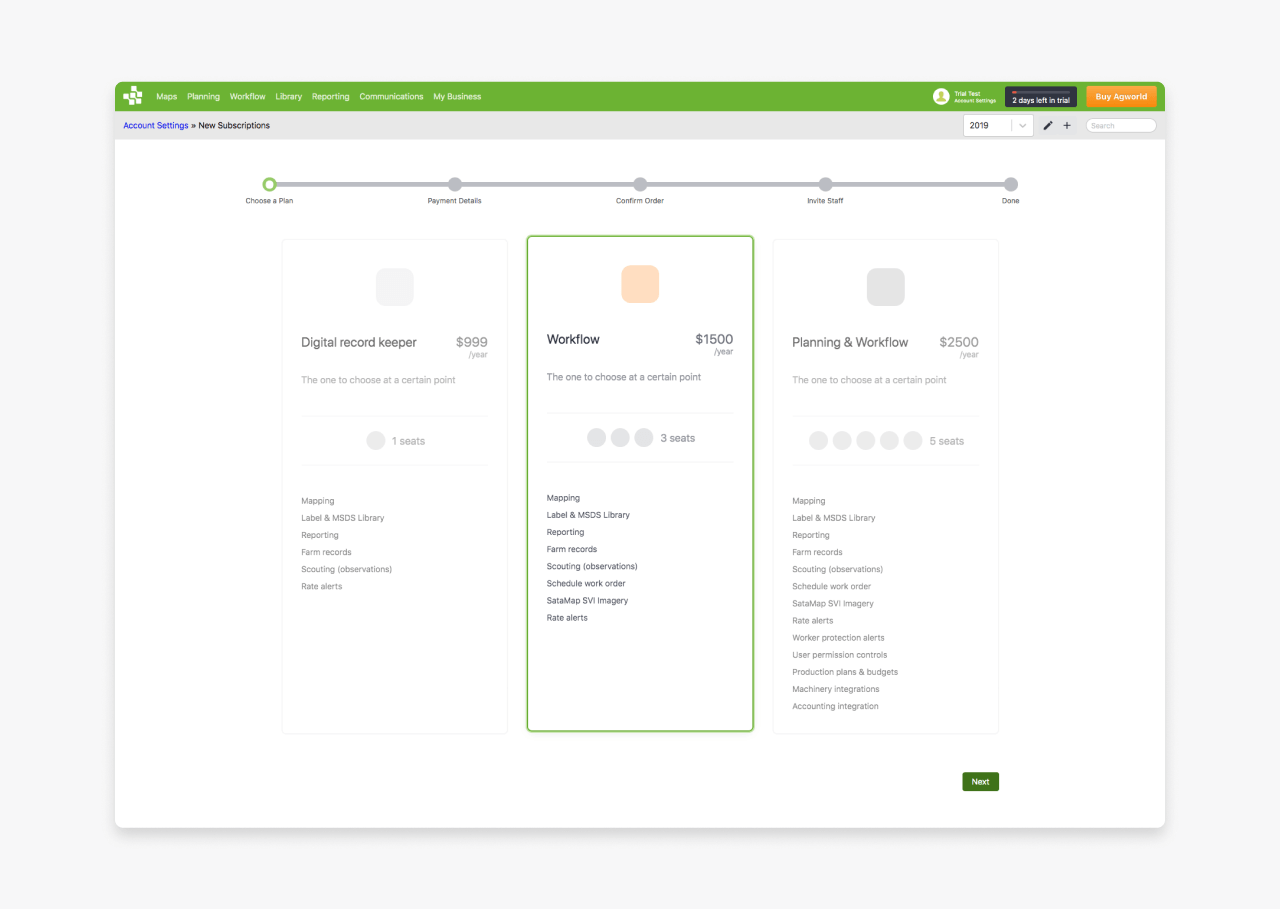 Maps Planning Workflow Library Reporting Communications My Business
Trial Test
Account Settings
2 days left in trial
Buy Agworld
Account Settings » New Subscriptions
2019
Search
Choose a Plan
Payment Details
Confirm Order
Invite Staff
Done
Digital record keeper
$999
/year
The one to choose at a certain point
1 seats
Mapping
Label & MSDS Library
Reporting
Farm records
Scouting (observations)
Rate alerts
Workflow
$1500
/year
The one to choose at a certain point
3 seats
Mapping
Label & MSDS Library
Reporting
Farm records
Scouting (observations)
Schedule work order
SataMap SVI Imagery
Rate alerts
Planning & Workflow
$2500
/year
The one to choose at a certain point
5 seats
Mapping
Label & MSDS Library
Reporting
Farm records
Scouting (observations)
Schedule work order
SataMap SVI Imagery
Rate alerts
Worker protection alerts
User permission controls
Production plans & budgets
Machinery integrations
Accounting integration
Next